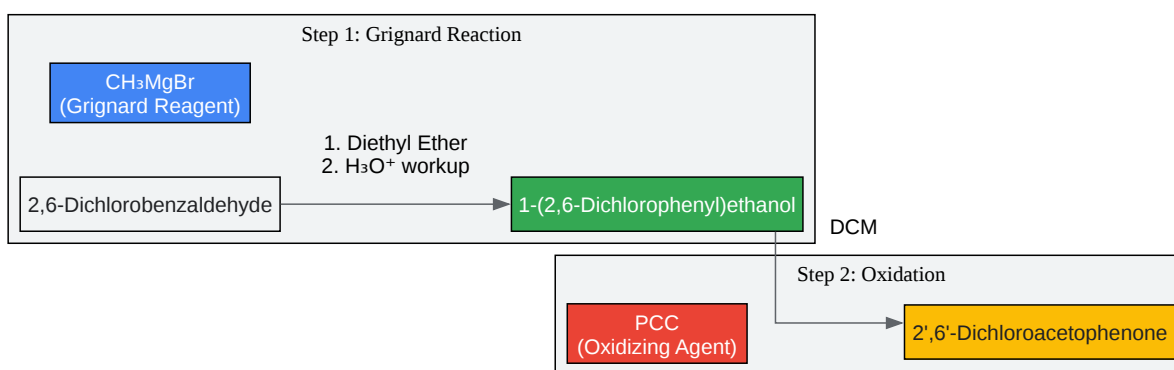 Step 1: Grignard Reaction
CH₃MgBr
(Grignard Reagent)
1. Diethyl Ether
2. H₃O⁺ workup
2,6-Dichlorobenzaldehyde
1-(2,6-Dichlorophenyl)ethanol
DCM
Step 2: Oxidation
PCC
(Oxidizing Agent)
2',6'-Dichloroacetophenone